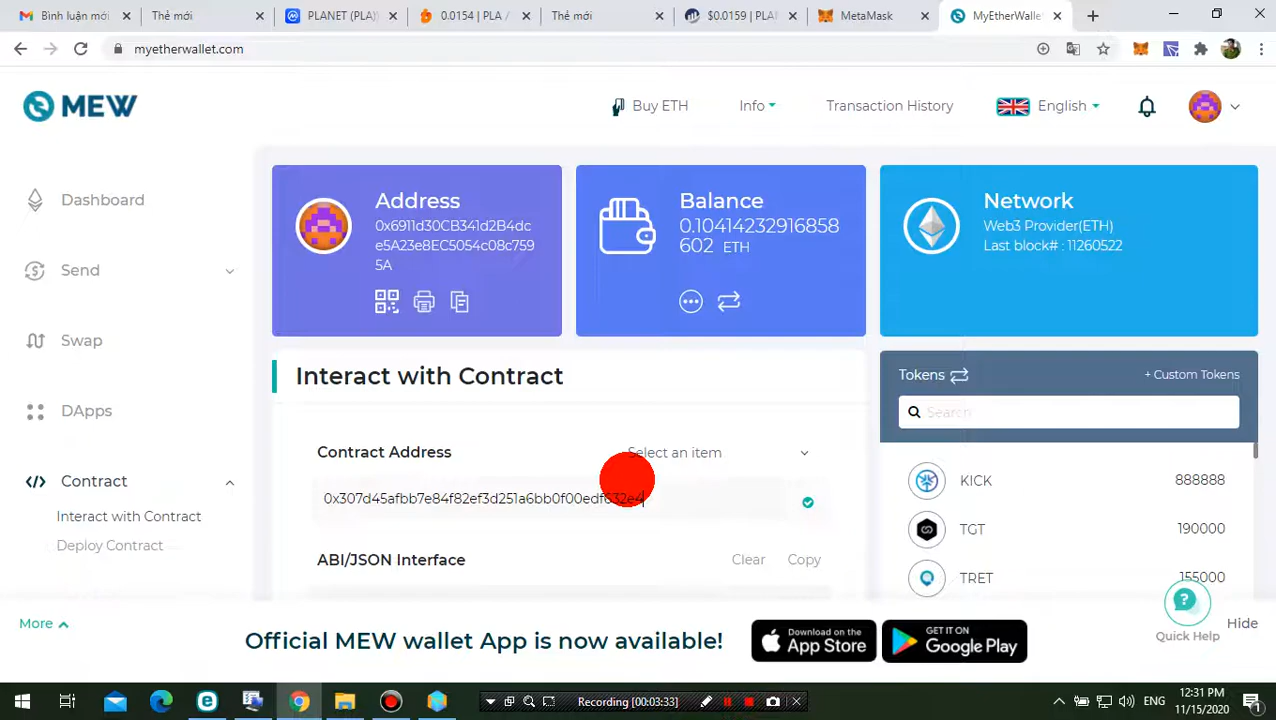 Bình luận mới
Thẻ mới
PLANET (PLA)
0.0154 | PLA /
Thẻ mới
$0.0159 | PLA
MetaMask
MyEtherWallet
myetherwallet.com
MEW
Buy ETH
Info
Transaction History
English
Dashboard
Send
Swap
DApps
Contract
Interact with Contract
Deploy Contract
More
Address
0x6911d30CB341d2B4dc
e5A23e8EC5054c08c759
5A
Balance
0.10414232916858
602 ETH
Network
Web3 Provider(ETH)
Last block# : 11260522
Interact with Contract
Contract Address
Select an item
0x307d45afbb7e84f82ef3d251a6bb0f00edf632e4
ABI/JSON Interface
Clear
Copy
Tokens
+ Custom Tokens
Search
KICK 888888
TGT 190000
TRET 155000
Quick Help
Hide
Official MEW wallet App is now available!
Download on the
App Store
GET IT ON
Google Play
Recording [00:03:33]
ENG
12:31 PM
11/15/2020
1